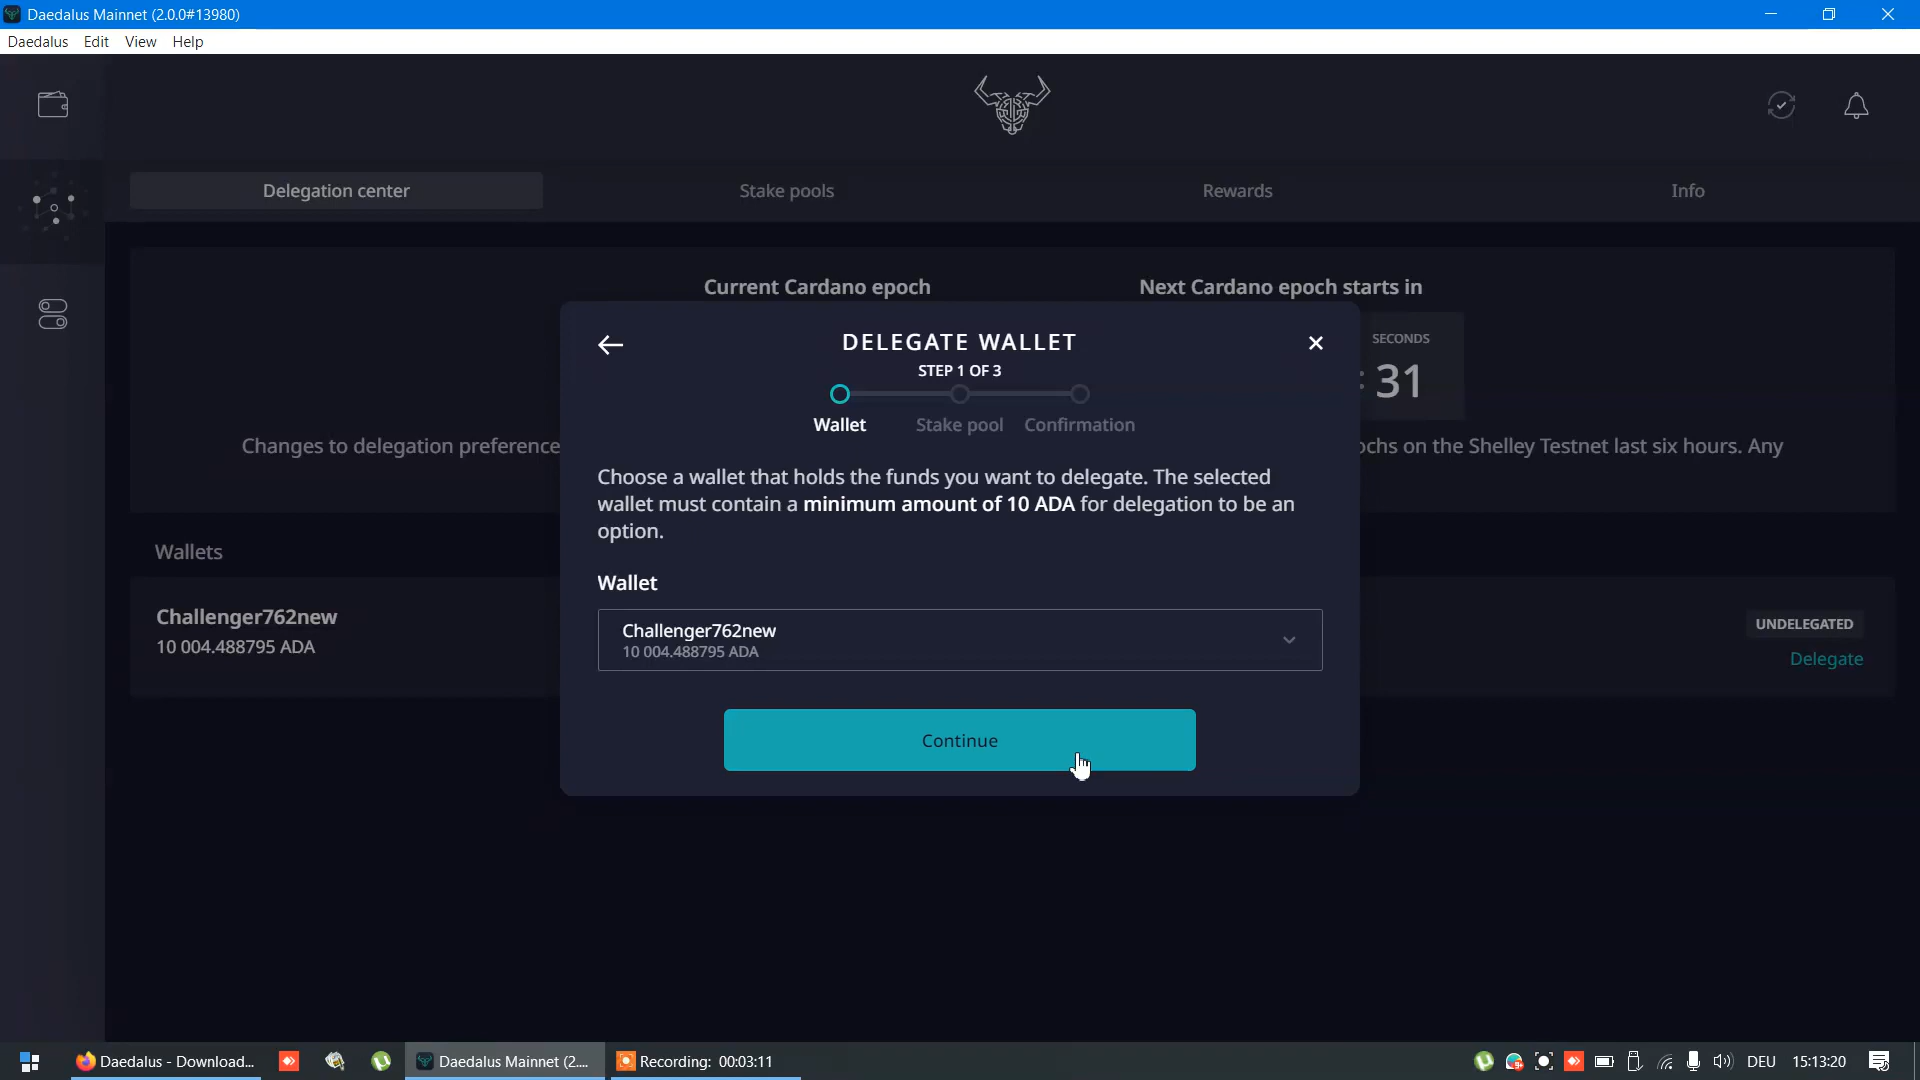 Daedalus Mainnet (2.0.0#13980)
Daedalus Edit View Help
Delegation center Stake pools Rewards Info
Current Cardano epoch Next Cardano epoch starts in
DELEGATE WALLET
STEP 1 OF 3
SECONDS
: 31
Wallet Stake pool Confirmation
Changes to delegation preference
ochs on the Shelley Testnet last six hours. Any
Choose a wallet that holds the funds you want to delegate. The selected
wallet must contain a minimum amount of 10 ADA for delegation to be an
option.
Wallets
Wallet
Challenger762new
10 004.488795 ADA
Challenger762new
10 004.488795 ADA
UNDELEGATED
Delegate
Continue
Daedalus - Download... Daedalus Mainnet (2.... Recording: 00:03:11 DEU 15:13:20